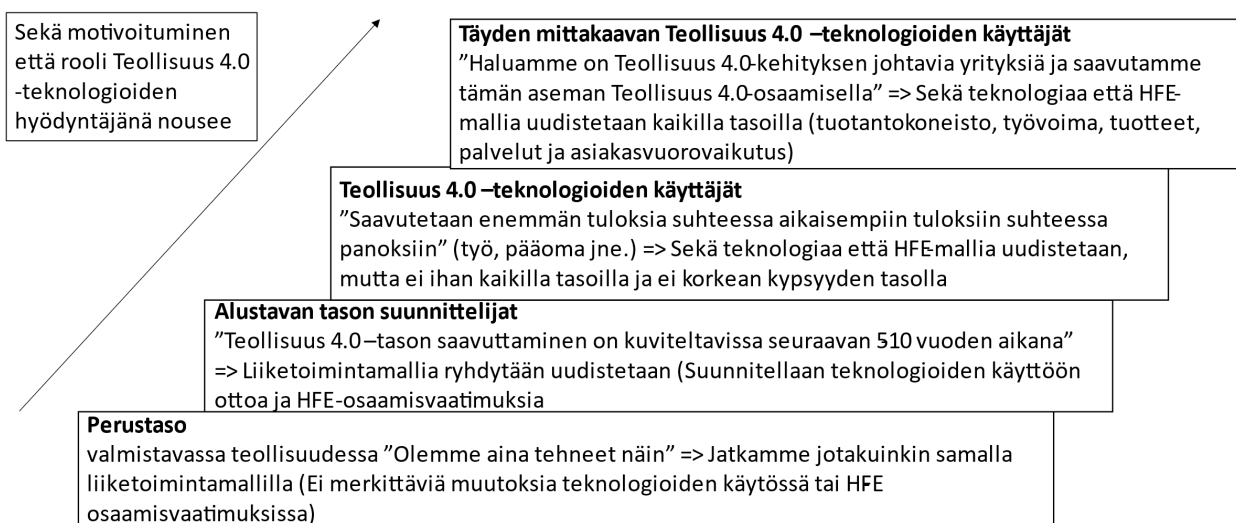 Sekä motivoituminen
että rooli Teollisuus 4.0
-teknologioiden
hyödyntäjänä nousee
Täyden mittakaavan Teollisuus 4.0 –teknologioiden käyttäjät
”Haluamme on Teollisuus 4.0-kehityksen johtavia yrityksiä ja saavutamme
tämän aseman Teollisuus 4.0-osaamisella” => Sekä teknologiaa että HFE-
mallia uudistetaan kaikilla tasoilla (tuotantokoneisto, työvoima, tuotteet,
palvelut ja asiakasvuorovaikutus)
Teollisuus 4.0 –teknologioiden käyttäjät
”Saavutetaan enemmän tuloksia suhteessa aikaisempiin tuloksiin suhteessa
panoksiin” (työ, pääoma jne.) => Sekä teknologiaa että HFE-mallia uudistetaan,
mutta ei ihan kaikilla tasoilla ja ei korkean kypsyyden tasolla
Alustavan tason suunnittelijat
”Teollisuus 4.0 –tason saavuttaminen on kuviteltavissa seuraavan 510 vuoden aikana”
=> Liiketoimintamallia ryhdytään uudistetaan (Suunnitellaan teknologioiden käyttöön
ottoa ja HFE-osaamisvaatimuksia
Perustaso
valmistavassa teollisuudessa ”Olemme aina tehneet näin” => Jatkamme jotakuinkin samalla
liiketoimintamallilla (Ei merkittäviä muutoksia teknologioiden käytössä tai HFE
osaamisvaatimuksissa)